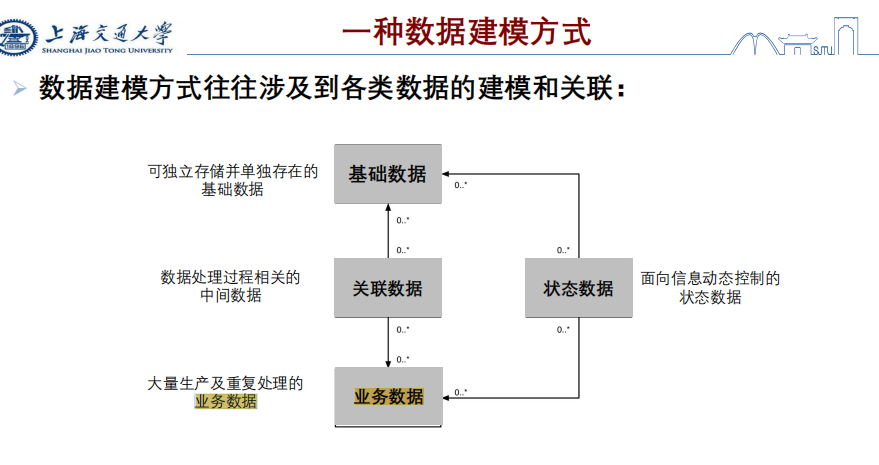 上海交通大学
SHANGHAI JIAO TONG UNIVERSITY
一种数据建模方式
SJTU
数据建模方式往往涉及到各类数据的建模和关联：
可独立存储并单独存在的
基础数据
基础数据
0..*
0..*
0..*
0..*
数据处理过程相关的
中间数据
关联数据
状态数据
面向信息动态控制的
状态数据
0..*
0..*
0..*
大量生产及重复处理的
业务数据
业务数据
0..*